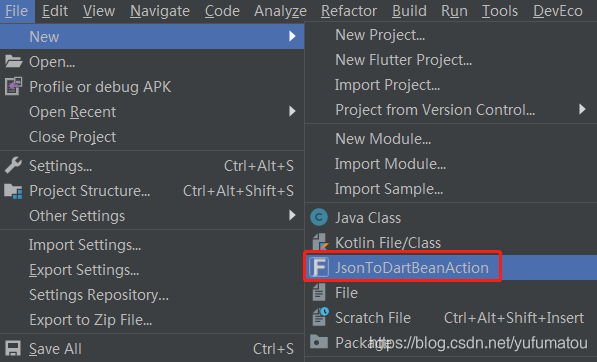 File Edit View Navigate Code Analyze Refactor Build Run Tools DevEco
New
Open...
Profile or debug APK
Open Recent
Close Project
Settings... Ctrl+Alt+S
Project Structure... Ctrl+Alt+Shift+S
Other Settings
Import Settings...
Export Settings...
Settings Repository...
Export to Zip File...
Save All Ctrl+S
New Project...
New Flutter Project...
Import Project...
Project from Version Control...
New Module...
Import Module...
Import Sample...
Java Class
Kotlin File/Class
JsonToDartBeanAction
File
Scratch File Ctrl+Alt+Shift+Insert
Package
https://blog.csdn.net/yufumatou